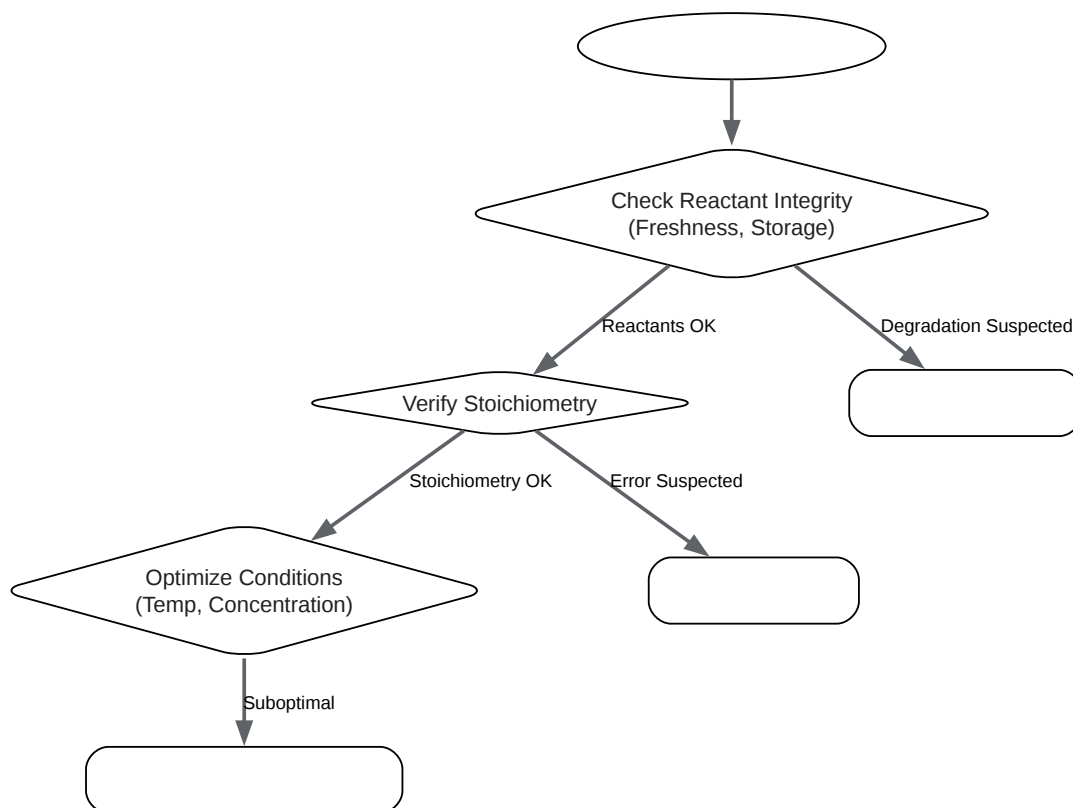 Check Reactant Integrity
(Freshness, Storage)
Reactants OK
Degradation Suspected
Verify Stoichiometry
Stoichiometry OK
Error Suspected
Optimize Conditions
(Temp, Concentration)
Suboptimal